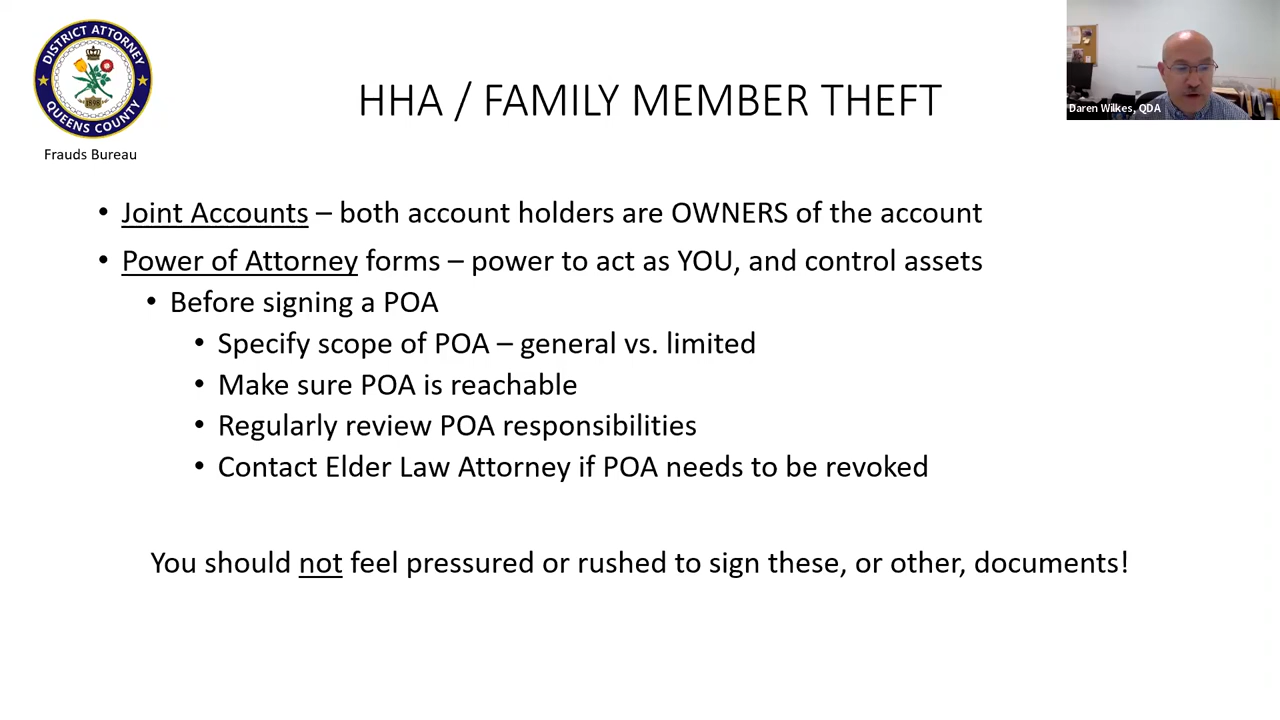 DISTRICT ATTORNEY
QUEENS COUNTY
1898
Frauds Bureau
HHA / FAMILY MEMBER THEFT
Daren Wilkes, QDA
• Joint Accounts – both account holders are OWNERS of the account
• Power of Attorney forms – power to act as YOU, and control assets
• Before signing a POA
• Specify scope of POA – general vs. limited
• Make sure POA is reachable
• Regularly review POA responsibilities
• Contact Elder Law Attorney if POA needs to be revoked
You should not feel pressured or rushed to sign these, or other, documents!